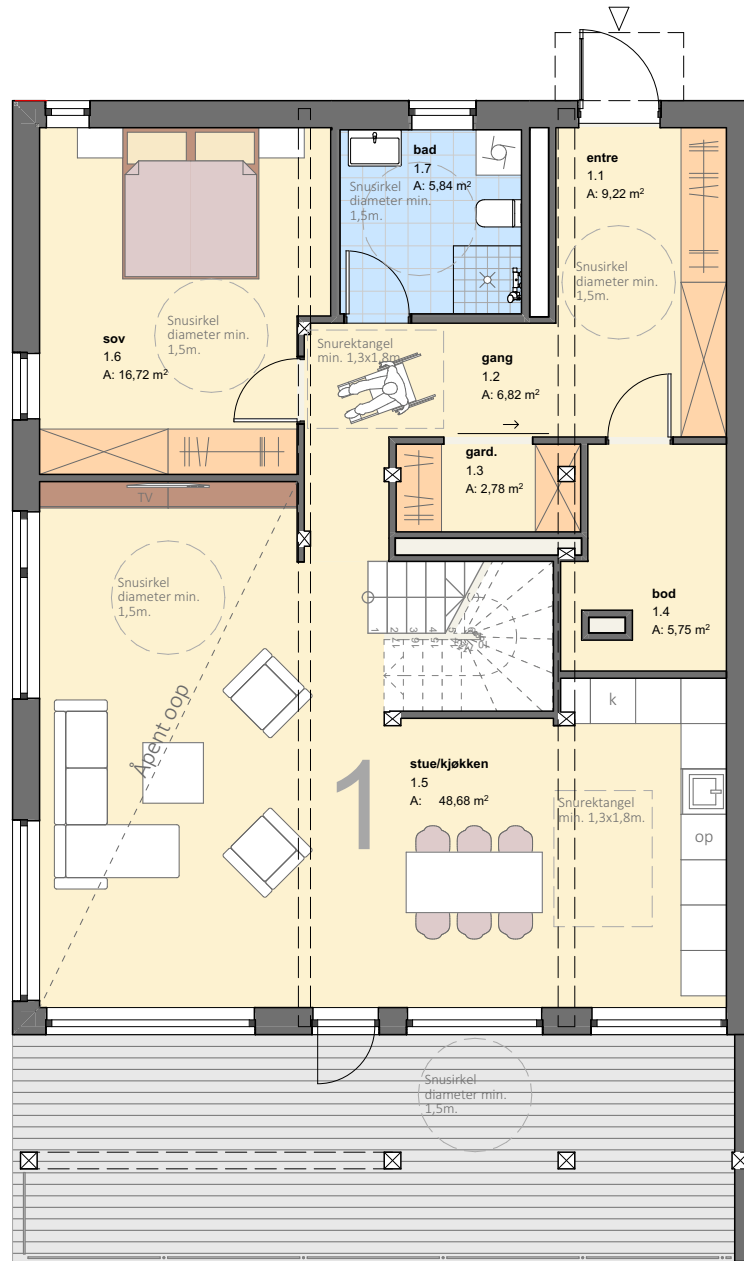 bad
1.7
A: 5,84 m²
Snusirkel
diameter min.
1,5m.
entre
1.1
A: 9,22 m²
Snusirkel
diameter min.
1,5m.
sov
1.6
A: 16,72 m²
Snusirkel
diameter min.
1,5m.
Snurektangel
min. 1,3x1,8m.
gang
1.2
A: 6,82 m²
gard.
1.3
A: 2,78 m²
TV
Snusirkel
diameter min.
1,5m.
bod
1.4
A: 5,75 m²
Åpent opp
k
stue/kjøkken
1.5
A: 48,68 m²
1
Snurektangel
min. 1,3x1,8m.
op
Snusirkel
diameter min.
1,5m.